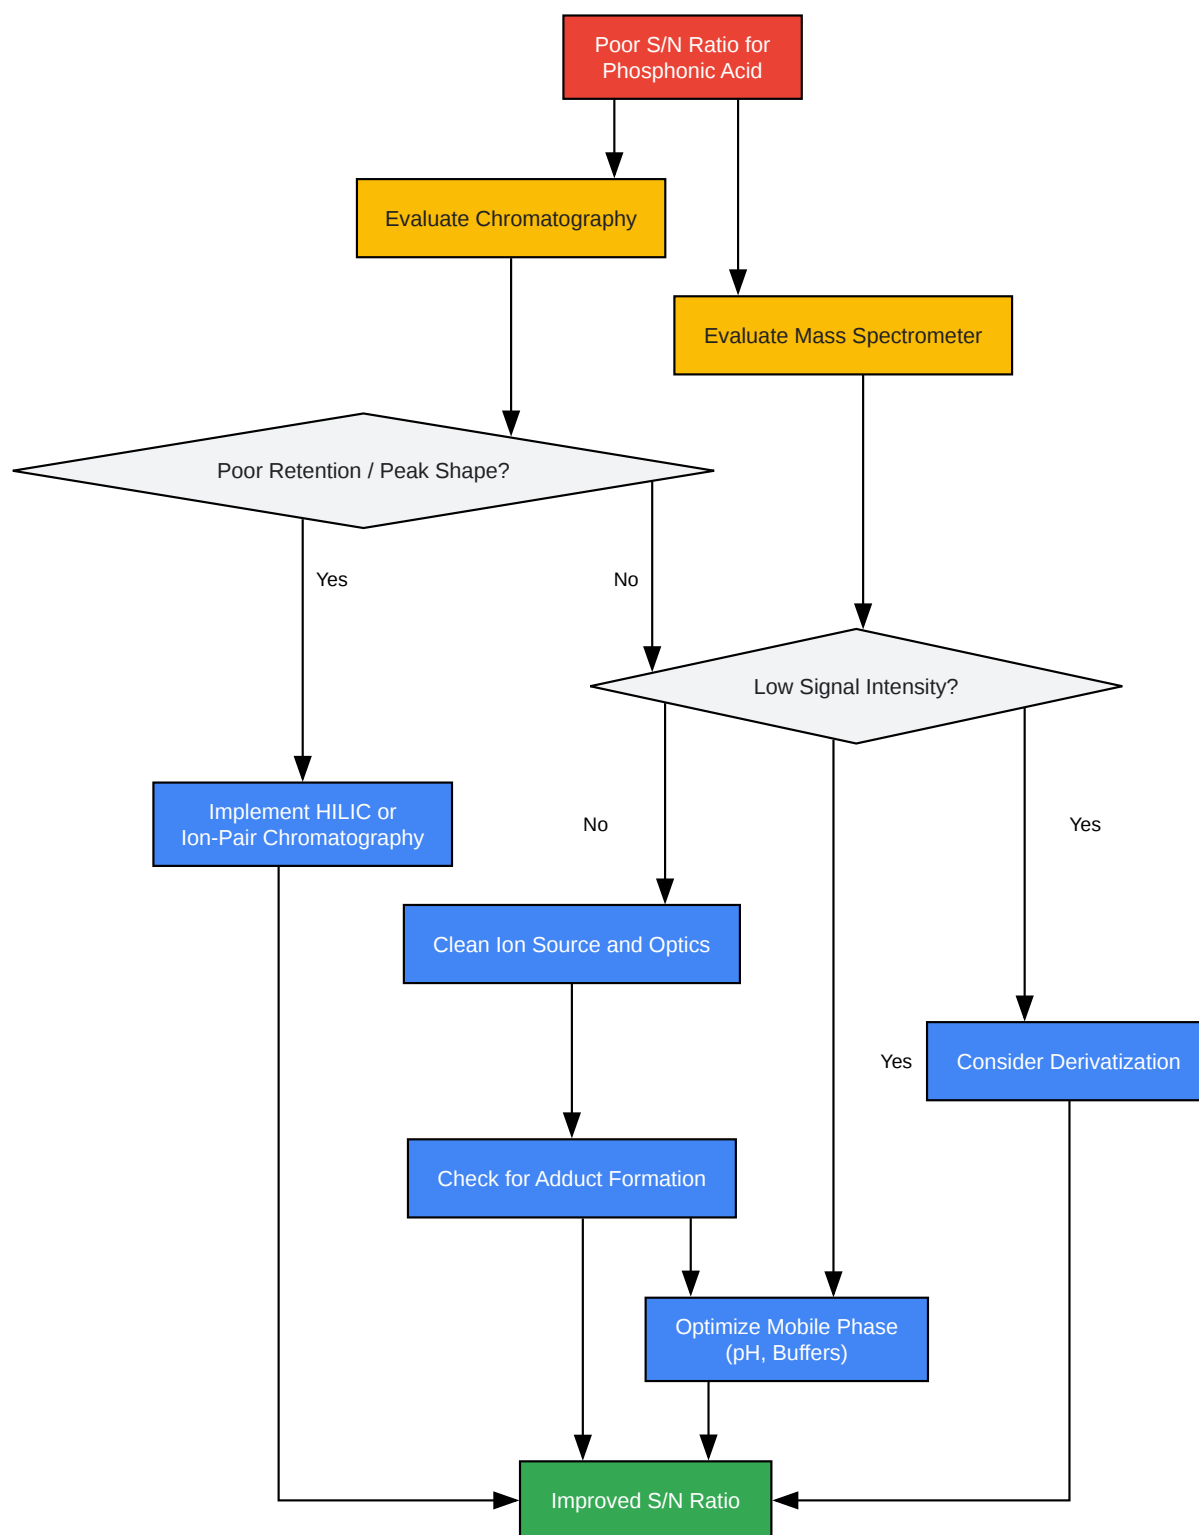 Poor S/N Ratio for
Phosphonic Acid
Evaluate Chromatography
Evaluate Mass Spectrometer
Poor Retention / Peak Shape?
Yes
No
Low Signal Intensity?
Implement HILIC or
Ion-Pair Chromatography
No
Yes
Clean Ion Source and Optics
Yes
Consider Derivatization
Check for Adduct Formation
Optimize Mobile Phase
(pH, Buffers)
Improved S/N Ratio